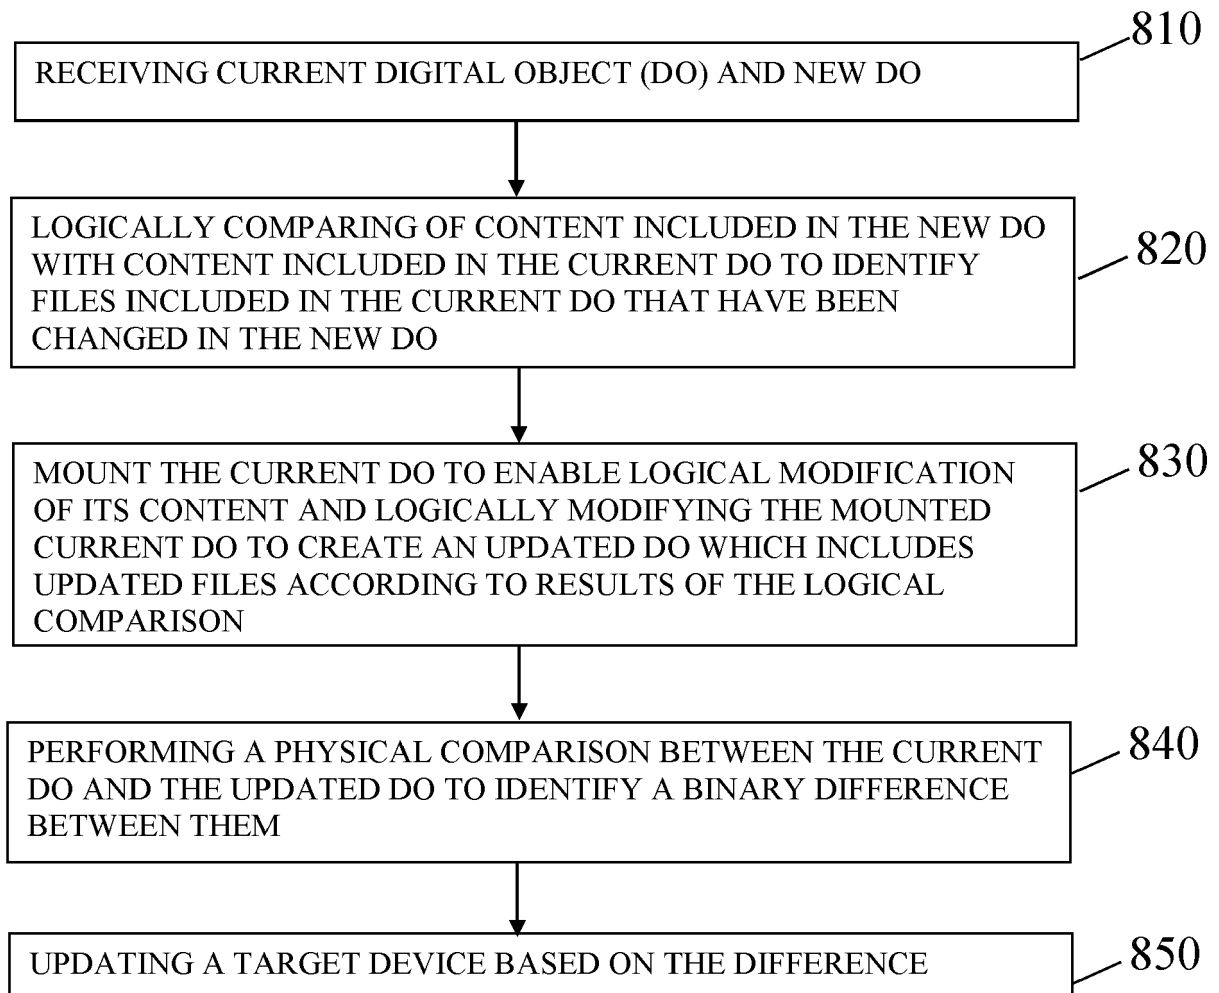 810
RECEIVING CURRENT DIGITAL OBJECT (DO) AND NEW DO
LOGICALLY COMPARING OF CONTENT INCLUDED IN THE NEW DO
WITH CONTENT INCLUDED IN THE CURRENT DO TO IDENTIFY
FILES INCLUDED IN THE CURRENT DO THAT HAVE BEEN
CHANGED IN THE NEW DO
820
MOUNT THE CURRENT DO TO ENABLE LOGICAL MODIFICATION
OF ITS CONTENT AND LOGICALLY MODIFYING THE MOUNTED
CURRENT DO TO CREATE AN UPDATED DO WHICH INCLUDES
UPDATED FILES ACCORDING TO RESULTS OF THE LOGICAL
COMPARISON
830
PERFORMING A PHYSICAL COMPARISON BETWEEN THE CURRENT
DO AND THE UPDATED DO TO IDENTIFY A BINARY DIFFERENCE
BETWEEN THEM
840
UPDATING A TARGET DEVICE BASED ON THE DIFFERENCE
850